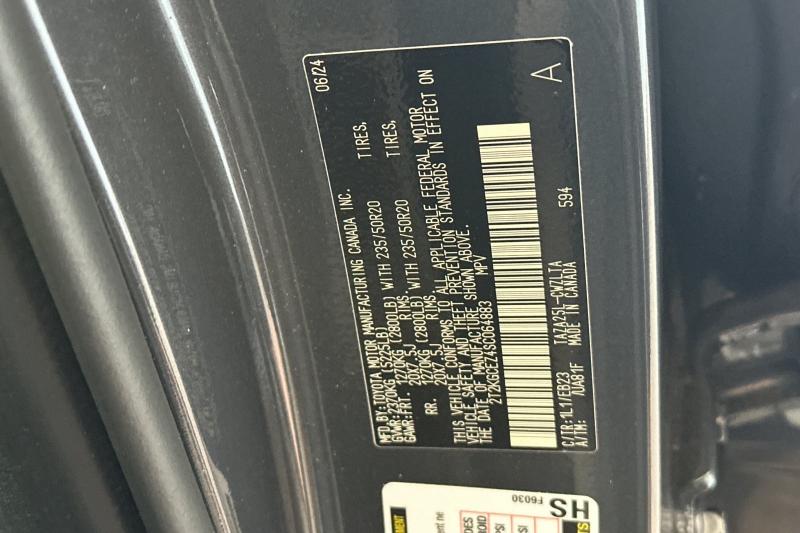 MFD.BY: TOYOTA MOTOR MANUFACTURING CANADA INC. 06/24
GVWR:2370KG (5225LB)
GAWR:FRT. 1270KG (2800LB) WITH 235/50R20 TIRES,
20X7.5J RIMS,
RR. 1270KG (2800LB) WITH 235/50R20 TIRES,
20X7.5J RIMS
THIS VEHICLE CONFORMS TO ALL APPLICABLE FEDERAL MOTOR
VEHICLE SAFETY AND THEFT PREVENTION STANDARDS IN EFFECT ON
THE DATE OF MANUFACTURE SHOWN ABOVE.
2T2KGCEZ4SC064883 MPV
C/TR:1L1/FEB23 TAZA25L-CWZLTA 594 A
A/TM: /UA81F MADE IN CANADA
HS
F6030